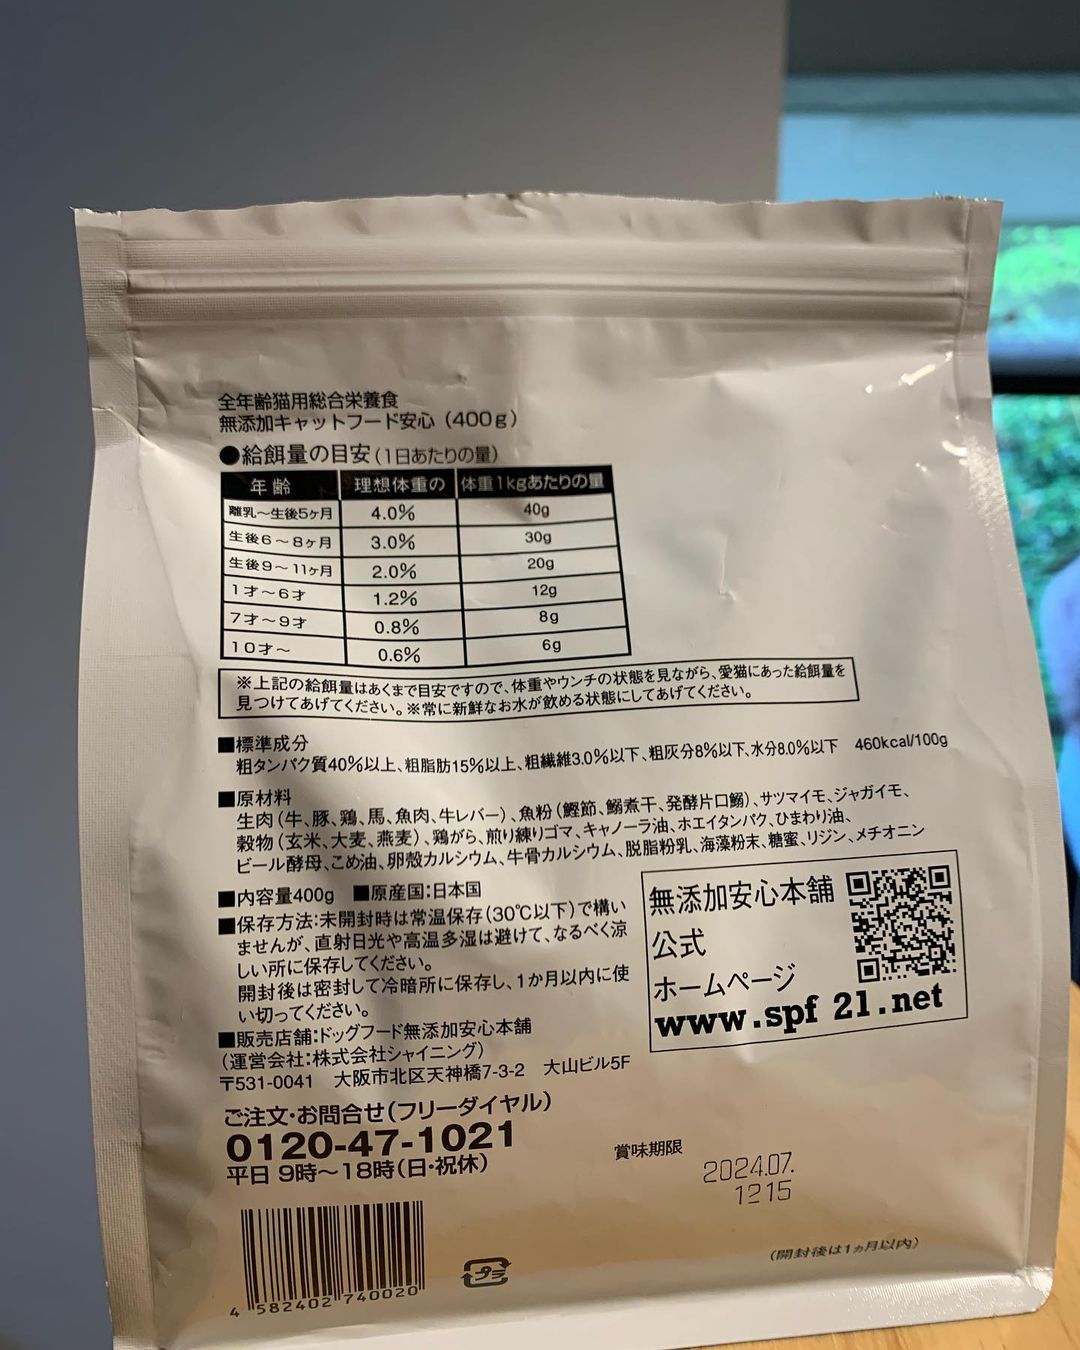 全年齢猫用総合栄養食
無添加キャットフード安心（400g）
●給餌量の目安（1日あたりの量）
年齢 理想体重の 体重1kgあたりの量
離乳～生後5ヶ月 4.0% 40g
生後6～8ヶ月 3.0% 30g
生後9～11ヶ月 2.0% 20g
1才～6才 1.2% 12g
7才～9才 0.8% 8g
10才～ 0.6% 6g
※上記の給餌量はあくまで目安ですので、体重やウンチの状態を見ながら、愛猫にあった給餌量を
見つけてあげてください。※常に新鮮なお水が飲める状態にしてあげてください。
■標準成分
粗タンパク質40%以上、粗脂肪15%以上、粗繊維3.0%以下、粗灰分8%以下、水分8.0%以下 460kcal/100g
■原材料
生肉（牛、豚、鶏、馬、魚肉、牛レバー）、魚粉（鰹節、鰯煮干、発酵片口鰯）、サツマイモ、ジャガイモ、
穀物（玄米、大麦、燕麦）、鶏がら、煎り練りゴマ、キャノーラ油、ホエイタンパク、ひまわり油、
ビール酵母、こめ油、卵殻カルシウム、牛骨カルシウム、脱脂粉乳、海藻粉末、糖蜜、リジン、メチオニン
■内容量400g ■原産国：日本国
■保存方法：未開封時は常温保存（30℃以下）で構い
ませんが、直射日光や高温多湿は避けて、なるべく涼
しい所に保存してください。
開封後は密封して冷暗所に保存し、1か月以内に使
い切ってください。
■販売店舗：ドッグフード無添加安心本舗
（運営会社：株式会社シャイニング）
〒531-0041 大阪市北区天神橋7-3-2 大山ビル5F
無添加安心本舗
公式
ホームページ
www.spf 21.net
ご注文・お問合せ（フリーダイヤル）
0120-47-1021
平日 9時～18時（日・祝休）
賞味期限
2024.07.
1215
（開封後は1ヵ月以内）
プラ
4 582402 740020